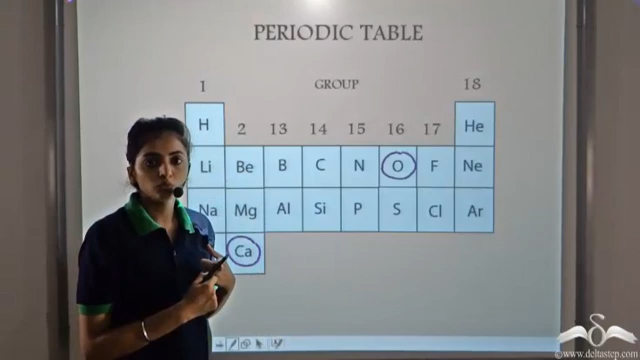 PERIODIC TABLE
1 GROUP 18
H 2 13 14 15 16 17 He
Li Be B C N O F Ne
Na Mg Al Si P S Cl Ar
Ca
©www.deltastep.com